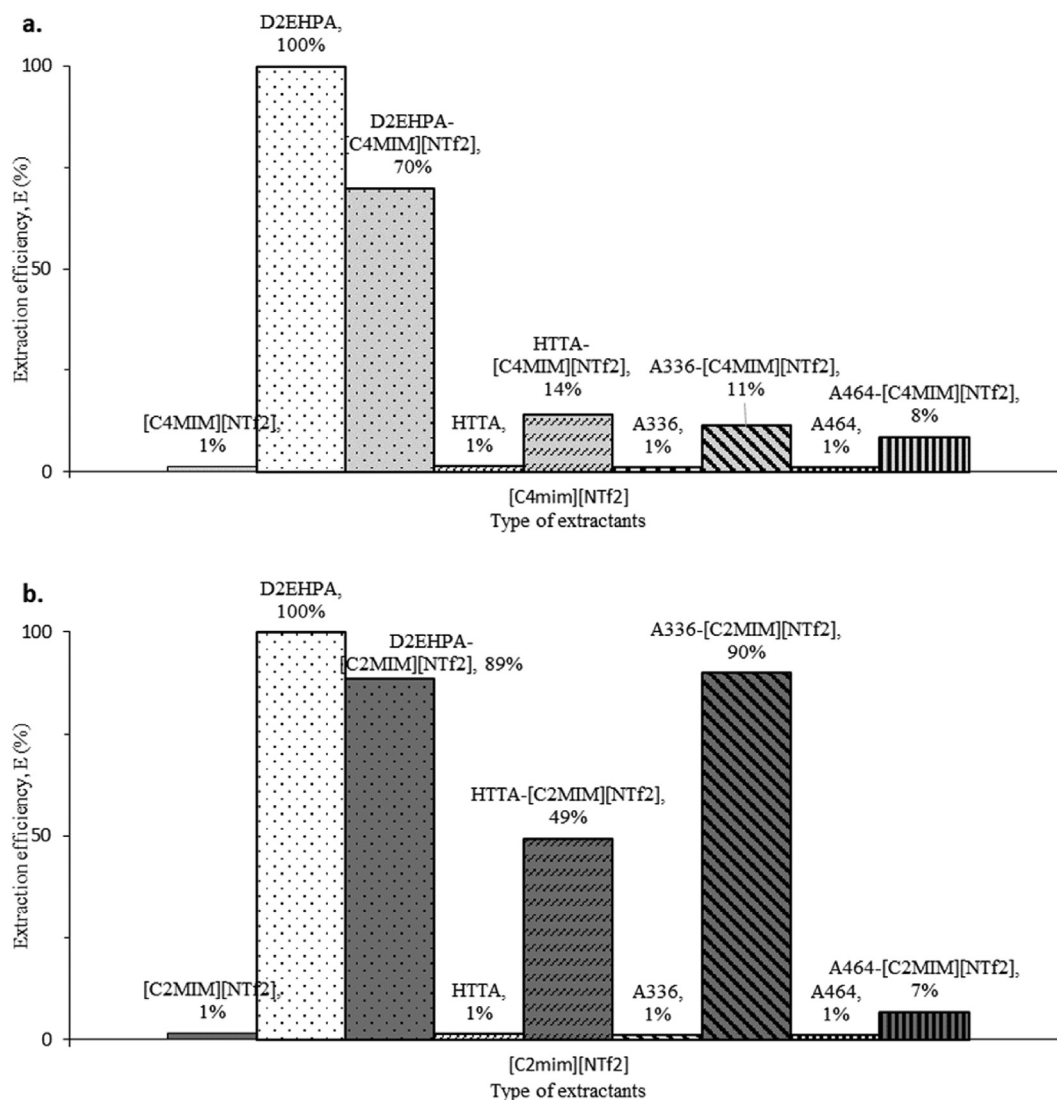 a.
D2EHPA,
100%
100
D2EHPA-
[C4MIM][NTf2],
70%
Extraction efficiency, E (%)
50
HTTA-
[C4MIM][NTf2],
14%
A336-[C4MIM][NTf2],
11%
A464-[C4MIM][NTf2],
8%
[C4MIM][NTf2],
1%
HTTA,
1%
A336,
1%
A464,
1%
0
[C4mim][NTf2]
Type of extractants
b.
D2EHPA,
100%
100
D2EHPA-
[C2MIM][NTf2], 89%
A336-[C2MIM][NTf2],
90%
Extraction efficiency, E (%)
50
HTTA-[C2MIM][NTf2],
49%
[C2MIM][NTf2],
1%
HTTA,
1%
A336,
1%
A464,
1%
A464-[C2MIM][NTf2],
7%
0
[C2mim][NTf2]
Type of extractants